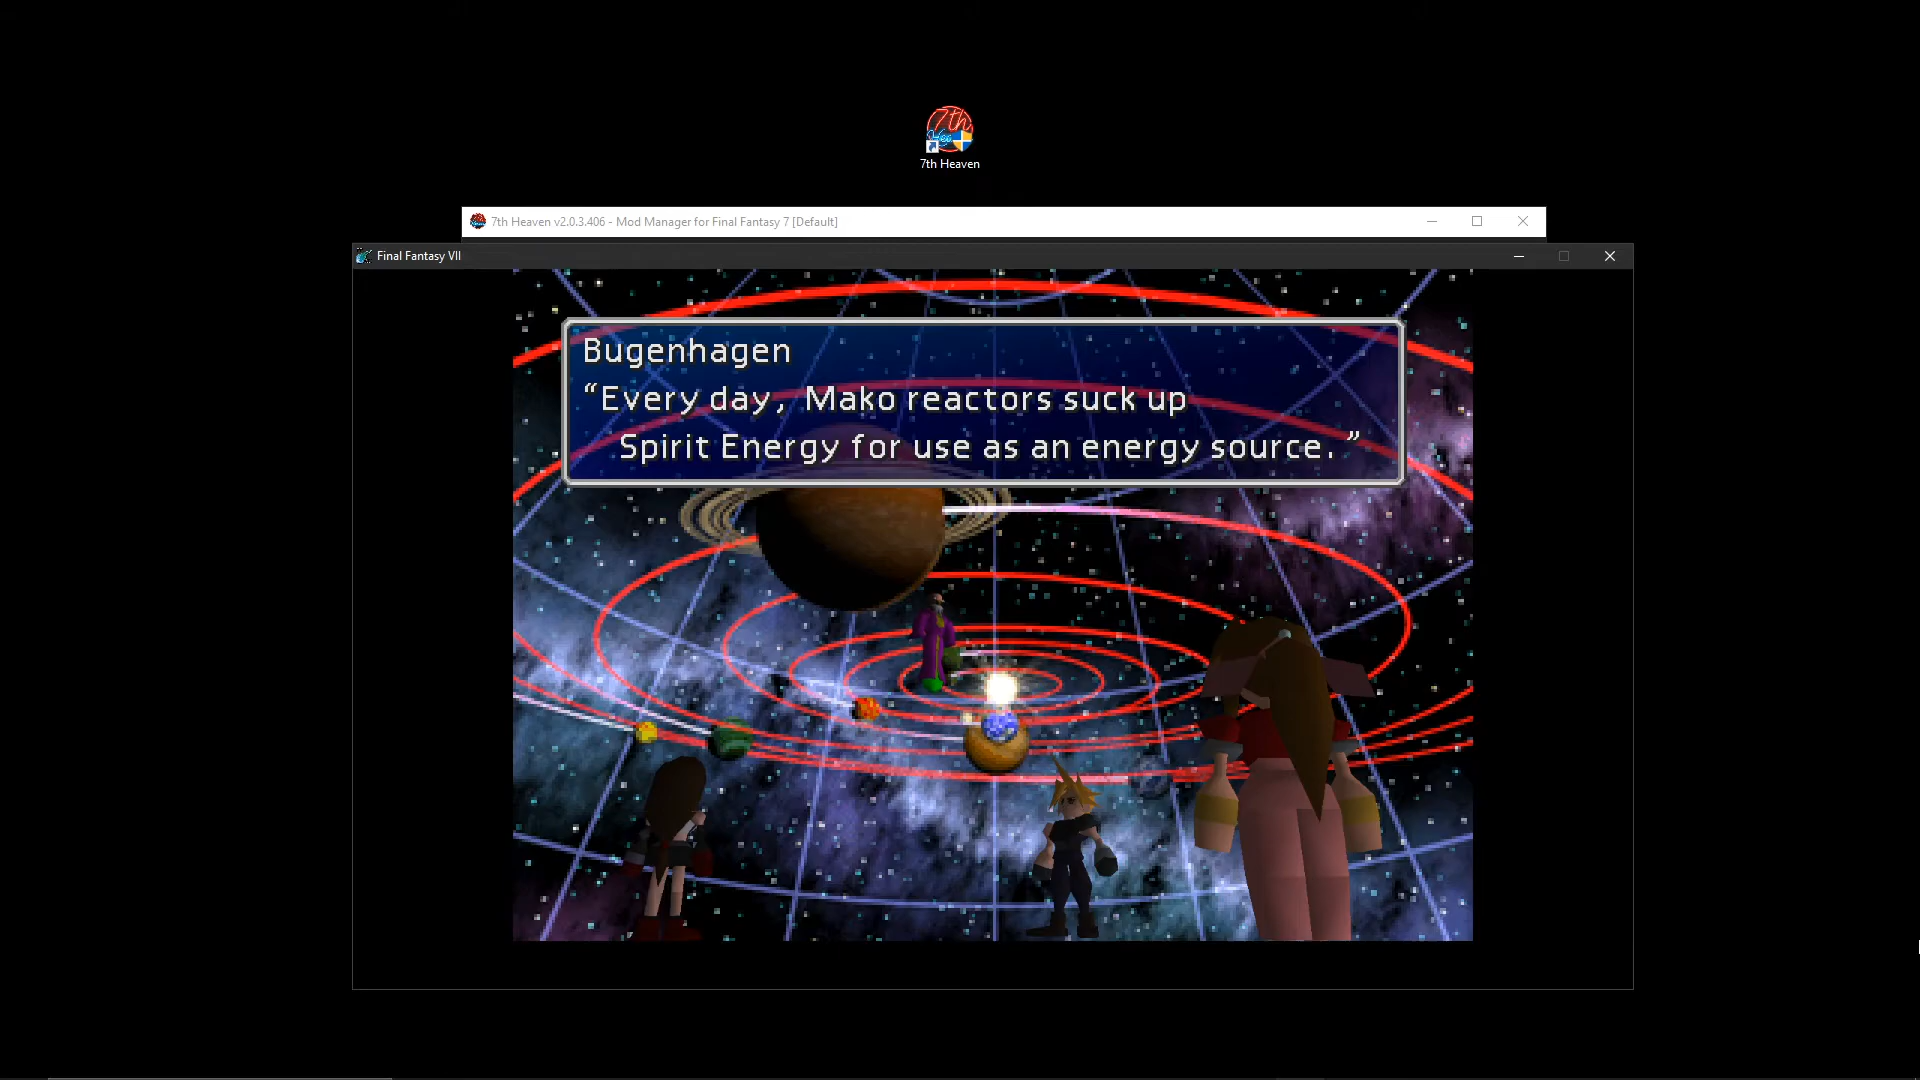 7th
7th Heaven
7th Heaven v2.0.3.406 - Mod Manager for Final Fantasy 7 [Default]
Final Fantasy VII
Bugenhagen
“Every day, Mako reactors suck up
Spirit Energy for use as an energy source.”